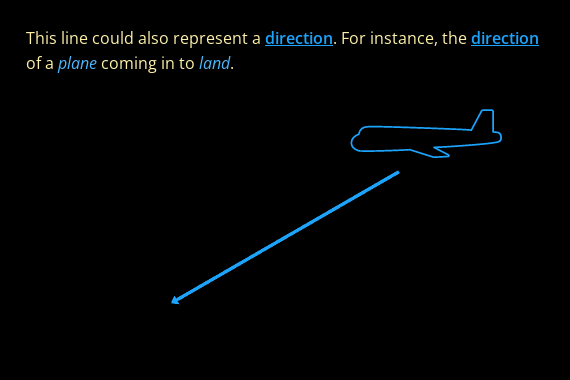 This line could also represent a direction. For instance, the direction
of a plane coming in to land.